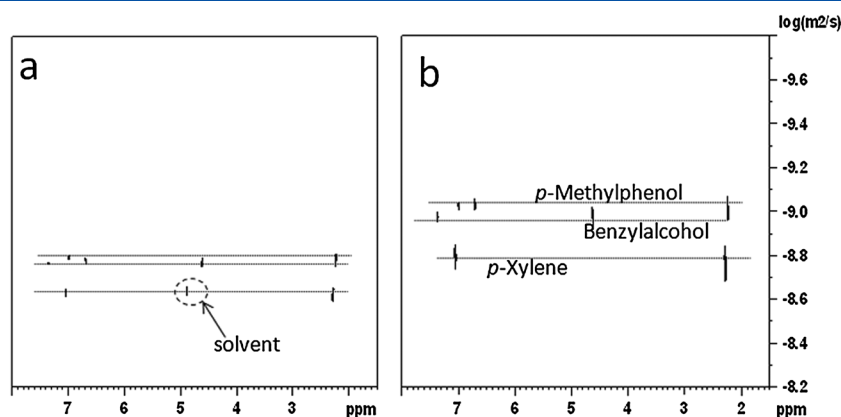 log(m2/s)
a
b
-9.6
-9.4
-9.2
p-Methylphenol
-9.0
Benzylalcohol
-8.8
p-Xylene
-8.6
solvent
-8.4
-8.2
7 6 5 4 3 ppm
7 6 5 4 3 2 ppm